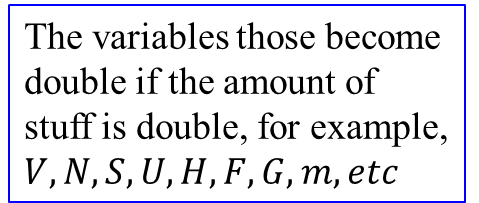 The variables those become
double if the amount of
stuff is double, for example,
V, N, S, U, H, F, G, m, etc